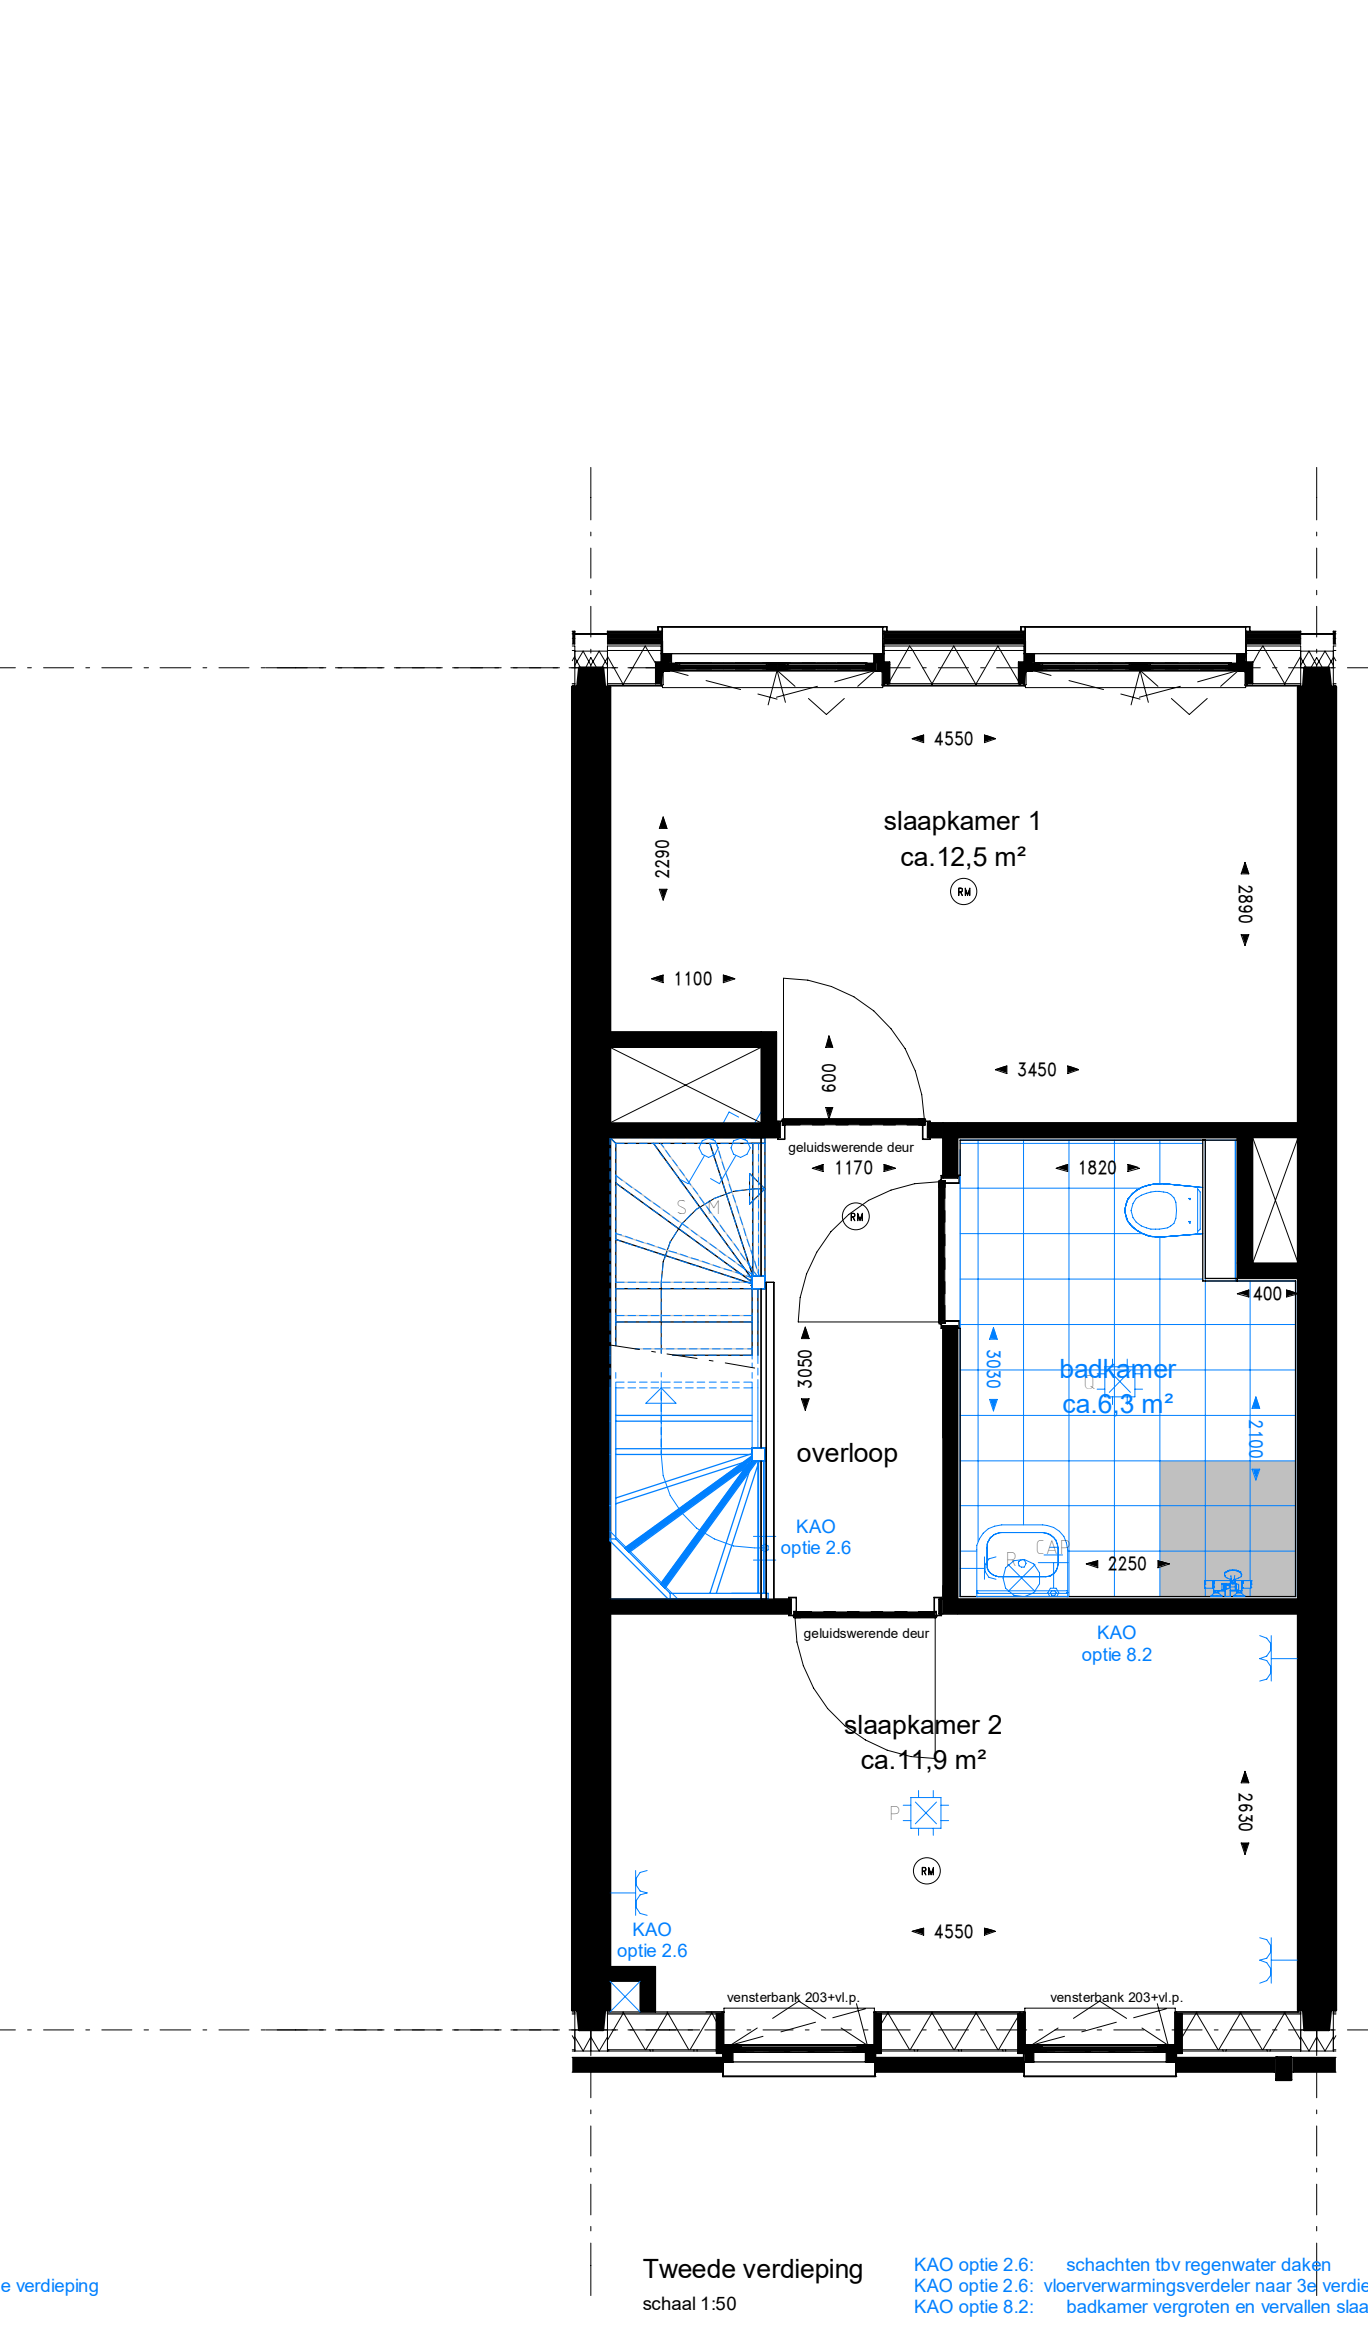 4550
slaapkamer 1
ca.12,5 m²
2290
RM
2890
1100
600
3450
geluidswerende deur
1170
1820
S M
RM
400
3050
3030
badkamer
Q
ca.6,3 m²
2100
overloop
KAO
optie 2.6
CAP
P
2250
geluidswerende deur
KAO
optie 8.2
slaapkamer 2
ca.11,9 m²
P
2630
RM
KAO
optie 2.6
4550
vensterbank 203+vl.p.
vensterbank 203+vl.p.
Tweede verdieping
schaal 1:50
e verdieping
KAO optie 2.6: schachten tbv regenwater daken
KAO optie 2.6: vloerverwarmingsverdeler naar 3e verdie
KAO optie 8.2: badkamer vergroten en vervallen slaa